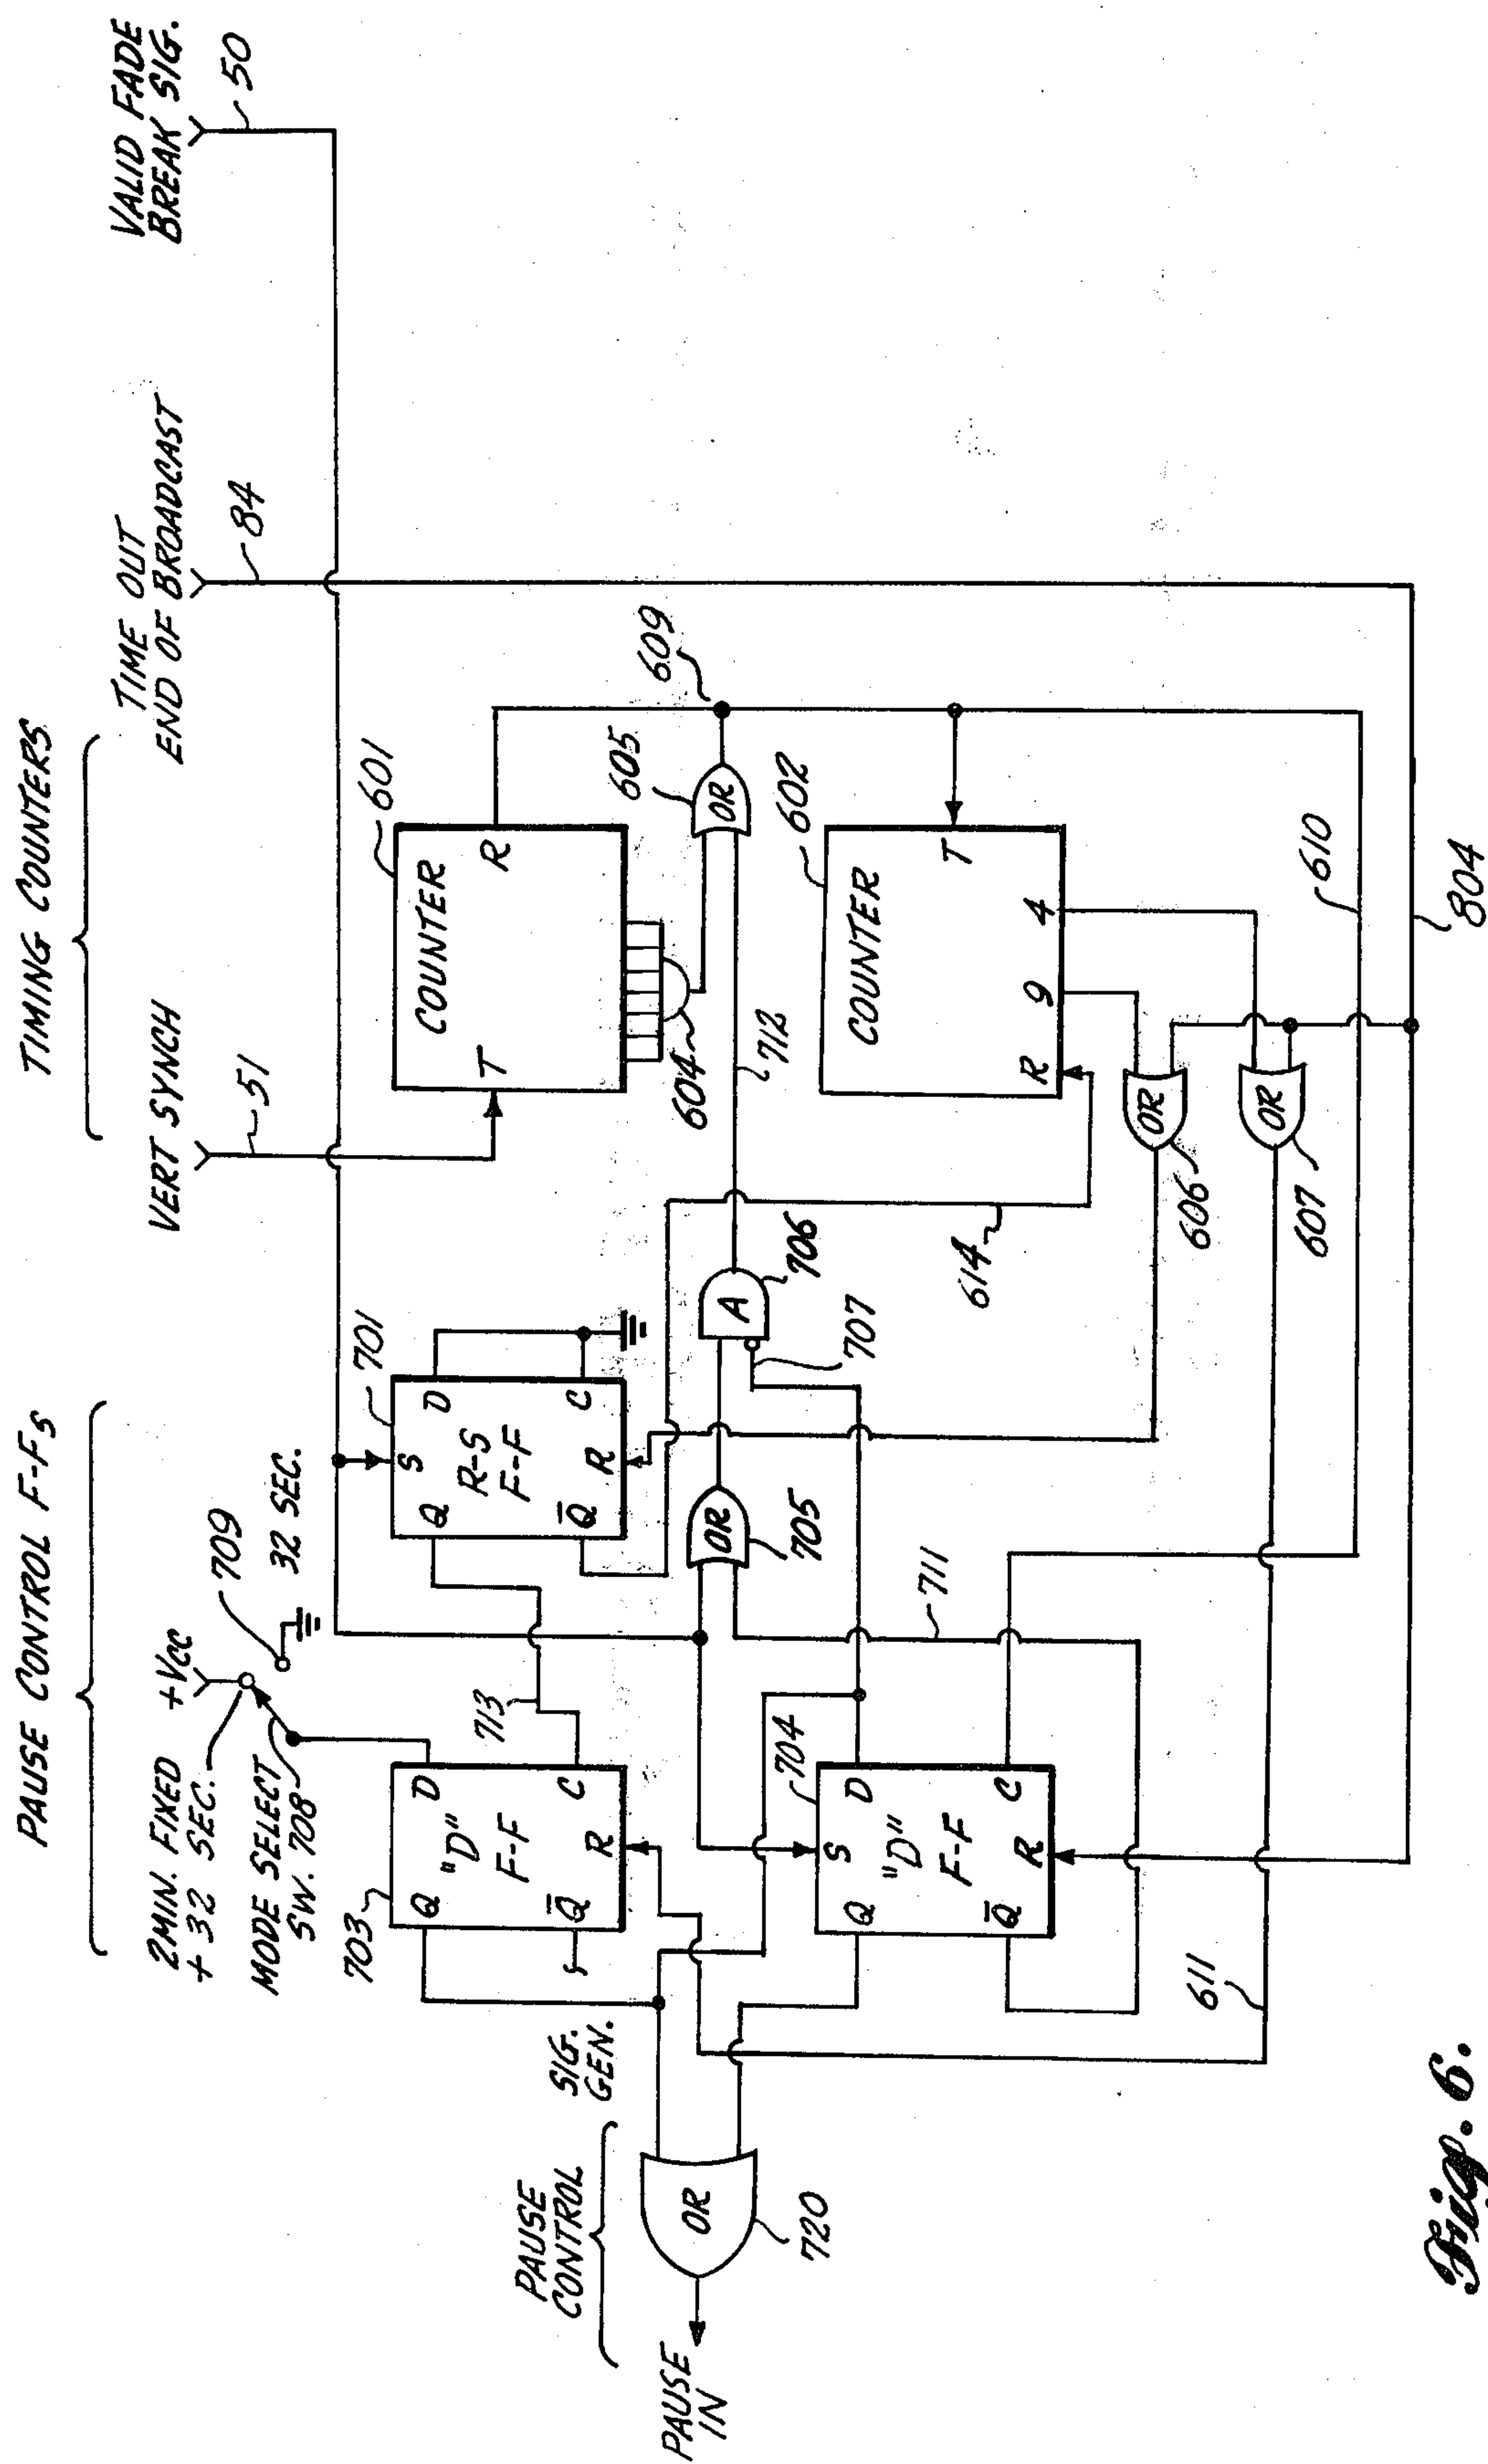 PAUSE CONTROL F-Fs
TIMING COUNTERS
2 MIN. FIXED
+ 32 SEC.
+Vcc
709
32 SEC.
MODE SELECT
SW. 708
VERT SYNCH
51
TIME OUT
END OF BROADCAST
84
VALID FADE
BREAK SIG.
50
703
Q
D
"D"
F-F
Q̅
R
C
713
701
Q
D
R-S
F-F
S
Q̅
R
C
601
COUNTER
T
R
604
605
OR
609
PAUSE
CONTROL
SIG.
GEN.
OR
720
PAUSE
IN
OR
705
A
706
707
712
704
S
Q
D
"D"
F-F
Q̅
R
C
711
614
602
COUNTER
T
R
9
4
OR
606
OR
607
610
611
804
Fig. 6.